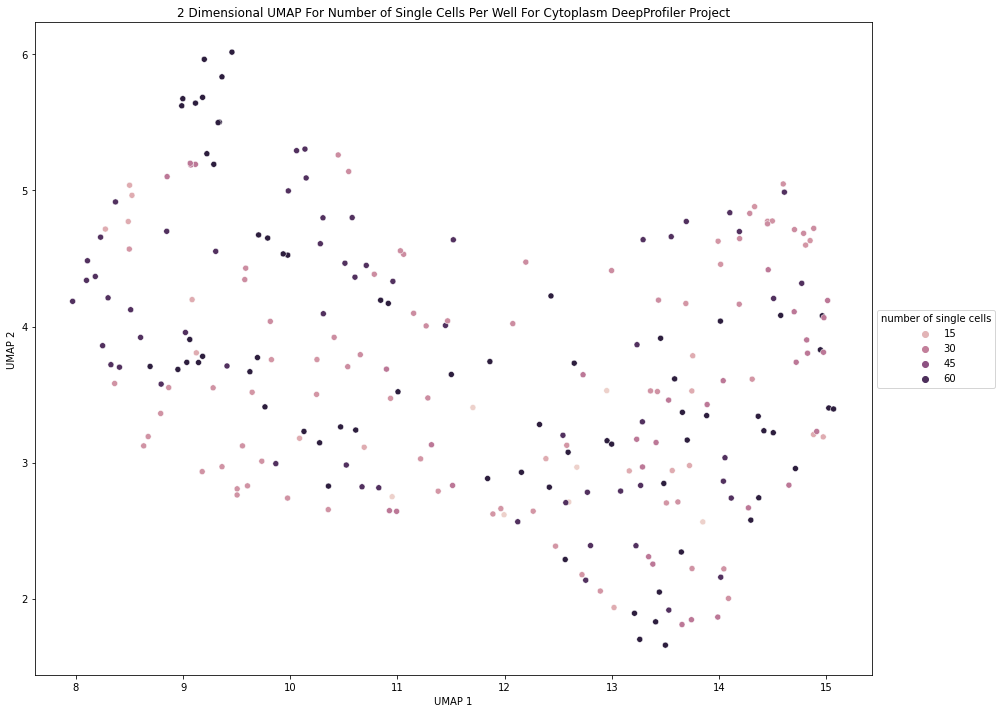 2 Dimensional UMAP For Number of Single Cells Per Well For Cytoplasm DeepProfiler Project
6
5
4
3
2
UMAP 2
8 9 10 11 12 13 14 15
UMAP 1
number of single cells
15
30
45
60